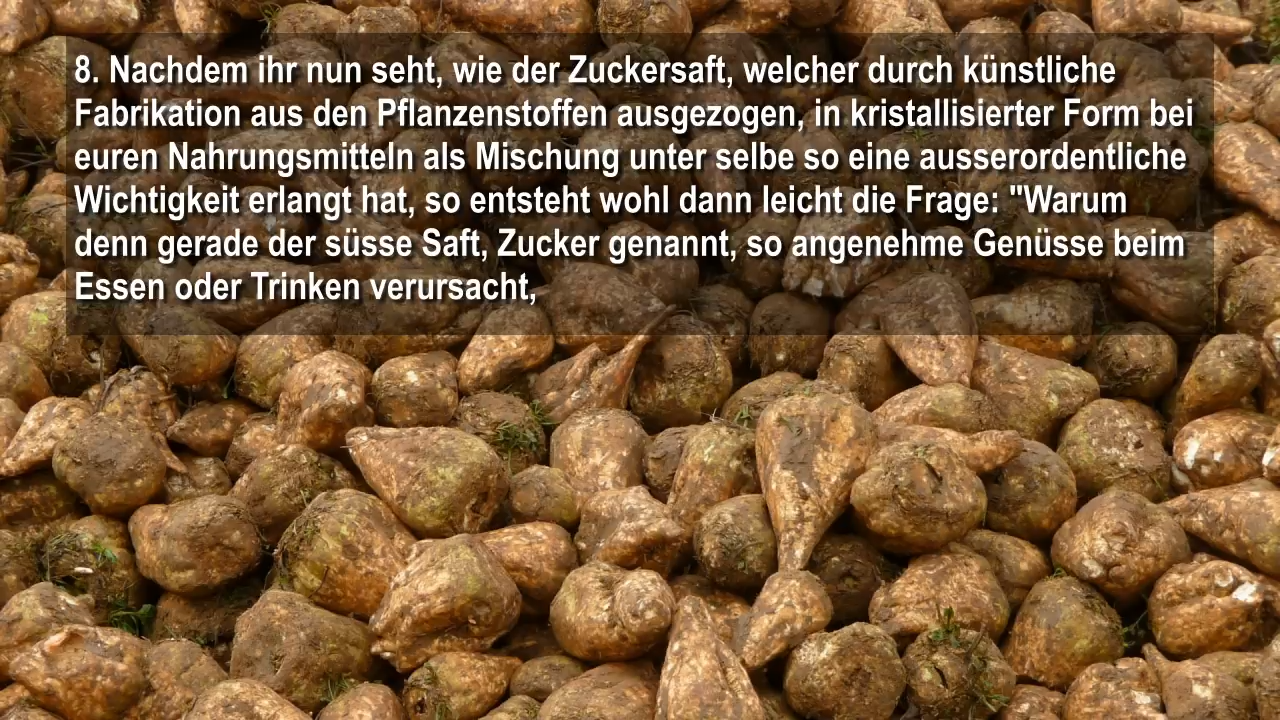 8. Nachdem ihr nun seht, wie der Zuckersaft, welcher durch künstliche
Fabrikation aus den Pflanzenstoffen ausgezogen, in kristallisierter Form bei
euren Nahrungsmitteln als Mischung unter selbe so eine ausserordentliche
Wichtigkeit erlangt hat, so entsteht wohl dann leicht die Frage: "Warum
denn gerade der süsse Saft, Zucker genannt, so angenehme Genüsse beim
Essen oder Trinken verursacht,